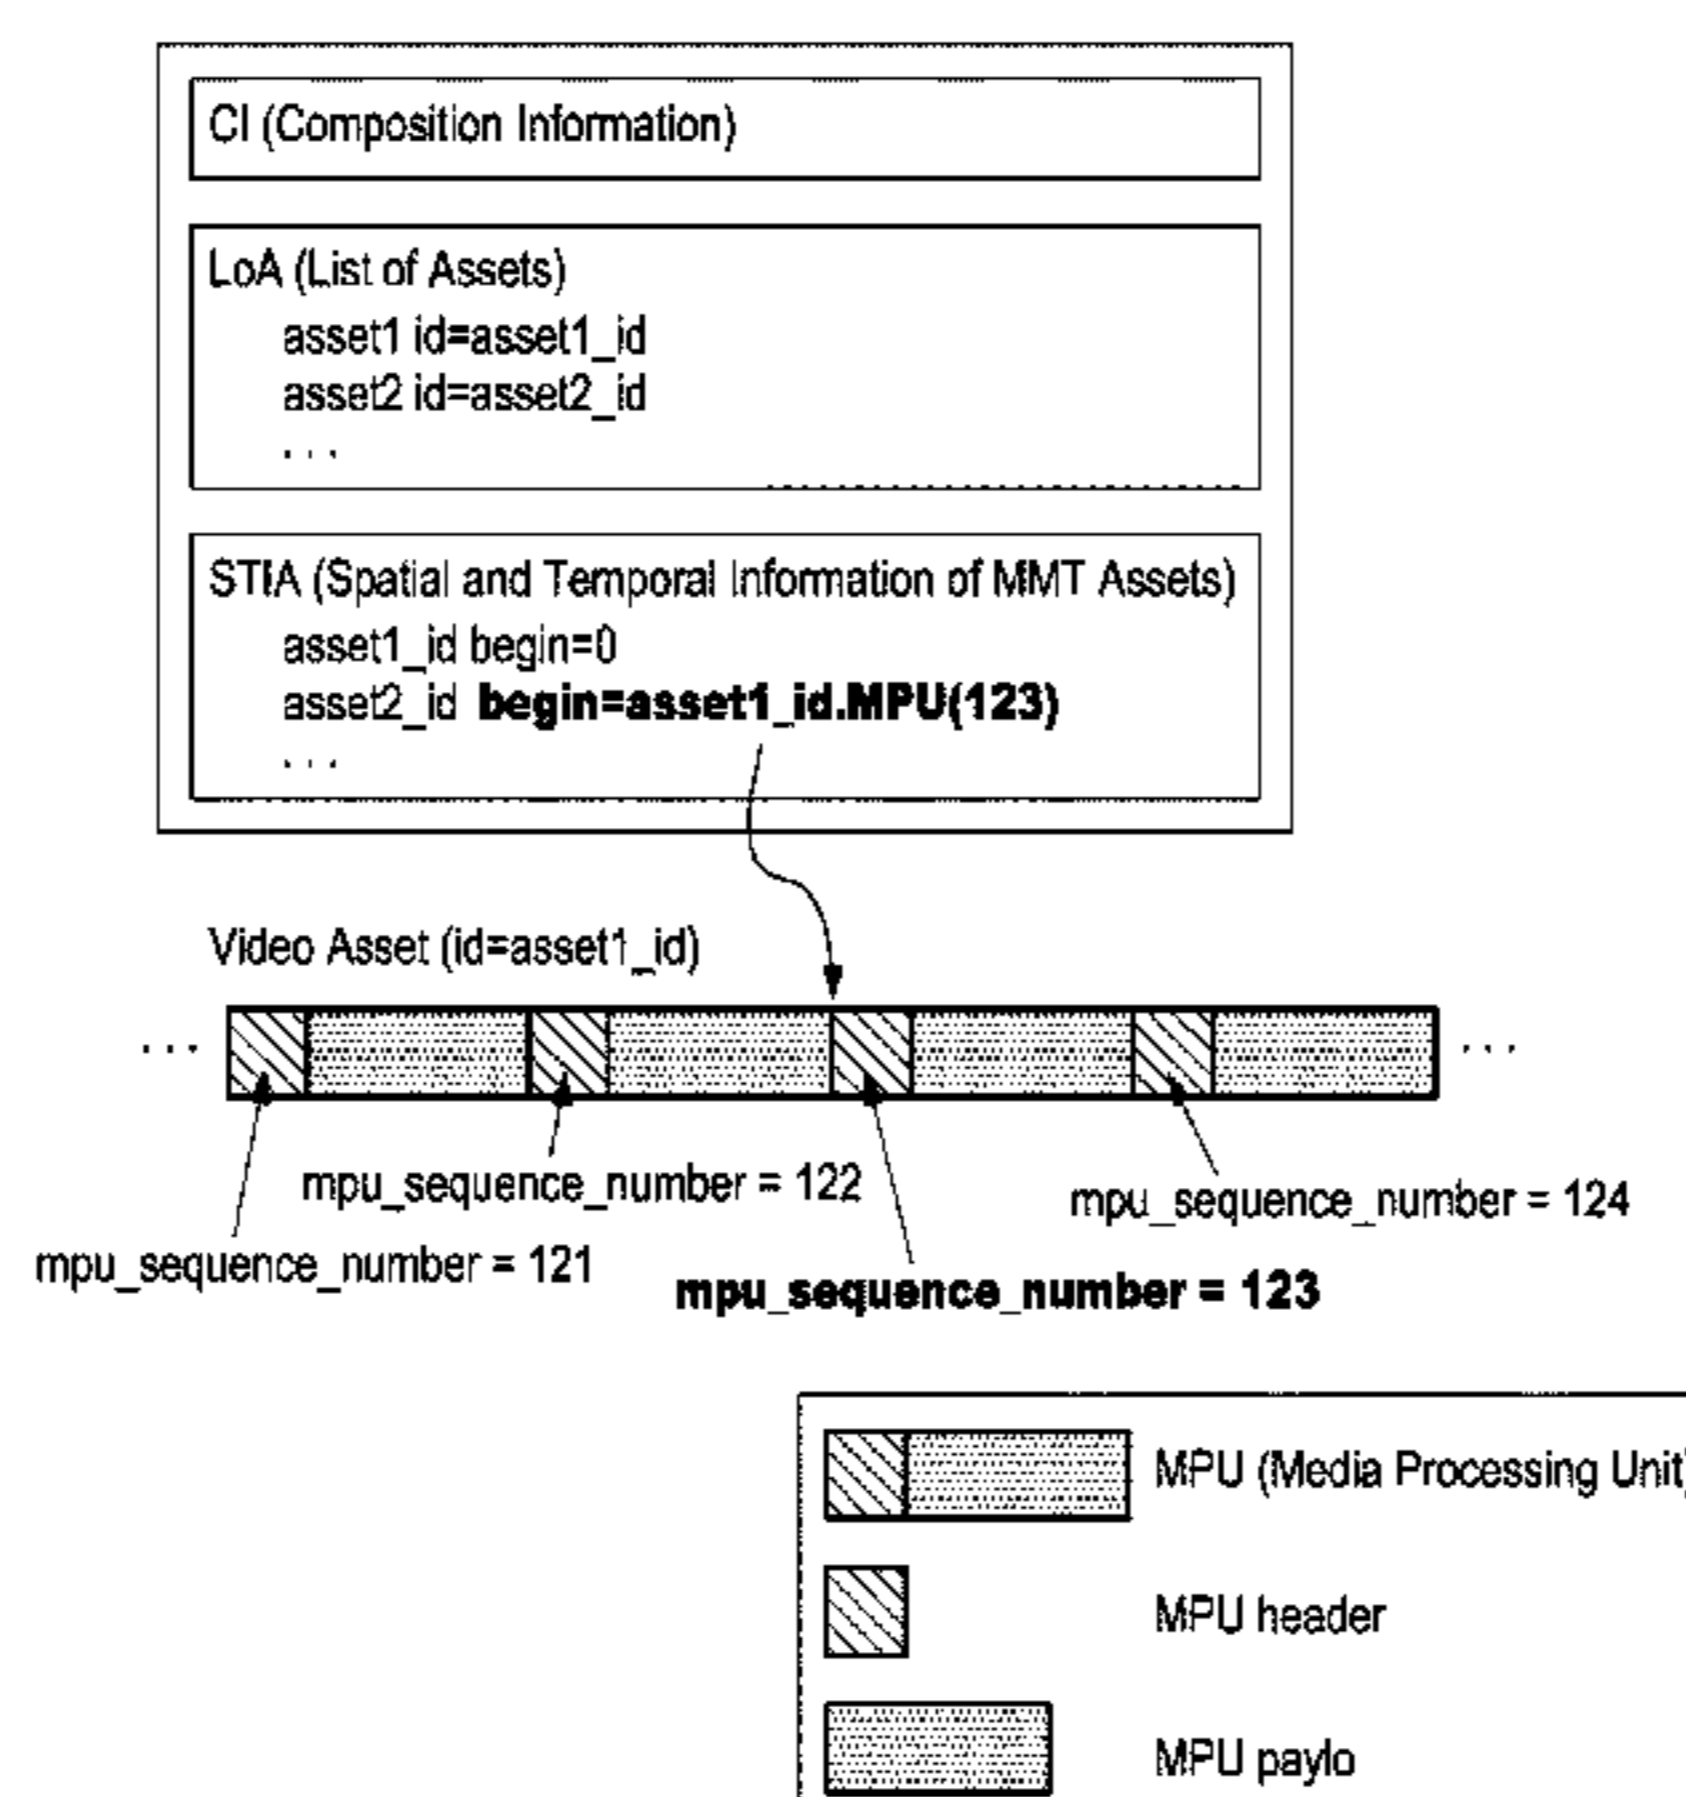 CI (Composition Information)
LoA (List of Assets)
asset1 id=asset1_id
asset2 id=asset2_id
...
STIA (Spatial and Temporal Information of MMT Assets)
asset1_id begin=0
asset2_id begin=asset1_id.MPU(123)
...
Video Asset (id=asset1_id)
... ...
mpu_sequence_number = 122
mpu_sequence_number = 124
mpu_sequence_number = 121
mpu_sequence_number = 123
MPU (Media Processing Unit)
MPU header
MPU paylo